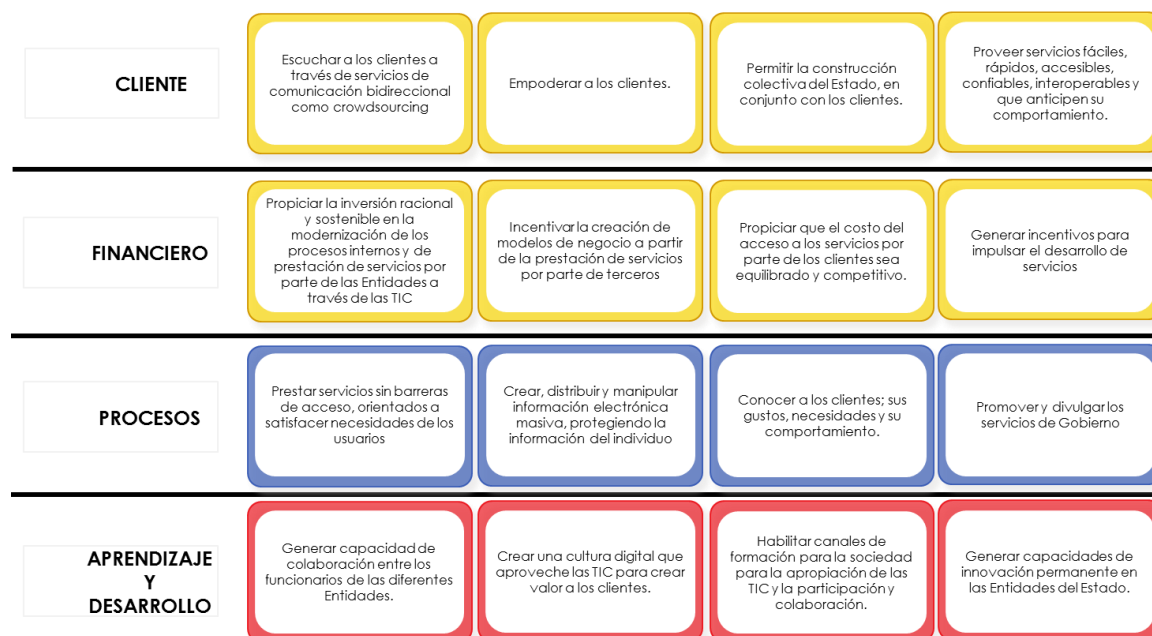 CLIENTE
Escuchar a los clientes a
través de servicios de
comunicación bidireccional
como crowdsourcing
Empoderar a los clientes.
Permitir la construcción
colectiva del Estado, en
conjunto con los clientes.
Proveer servicios fáciles,
rápidos, accesibles,
confiables, interoperables y
que anticipen su
comportamiento.
FINANCIERO
Propiciar la inversión racional
y sostenible en la
modernización de los
procesos internos y de
prestación de servicios por
parte de las Entidades a
través de las TIC
Incentivar la creación de
modelos de negocio a partir
de la prestación de servicios
por parte de terceros
Propiciar que el costo del
acceso a los servicios por
parte de los clientes sea
equilibrado y competitivo.
Generar incentivos para
impulsar el desarrollo de
servicios
PROCESOS
Prestar servicios sin barreras
de acceso, orientados a
satisfacer necesidades de los
usuarios
Crear, distribuir y manipular
información electrónica
masiva, protegiendo la
información del individuo
Conocer a los clientes; sus
gustos, necesidades y su
comportamiento.
Promover y divulgar los
servicios de Gobierno
APRENDIZAJE
Y
DESARROLLO
Generar capacidad de
colaboración entre los
funcionarios de las diferentes
Entidades.
Crear una cultura digital que
aproveche las TIC para crear
valor a los clientes.
Habilitar canales de
formación para la sociedad
para la apropiación de las
TIC y la participación y
colaboración.
Generar capacidades de
innovación permanente en
las Entidades del Estado.